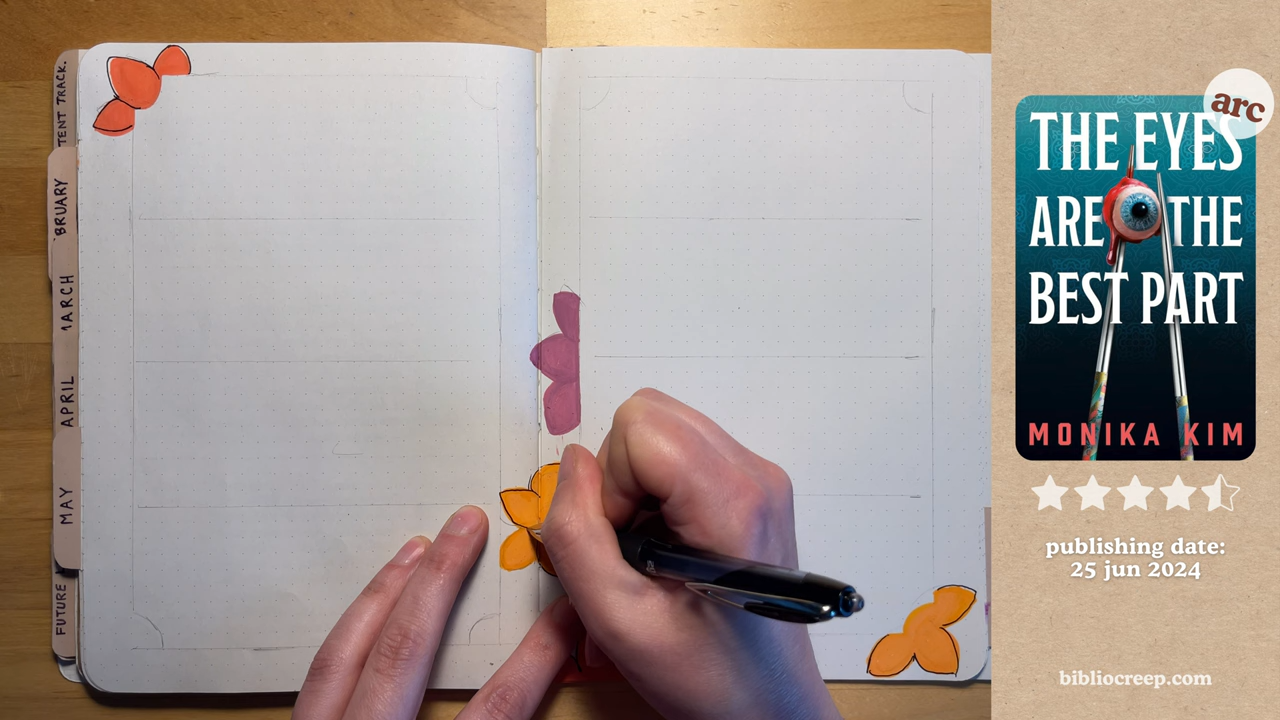 TENT TRACK.
BRUARY
MARCH
APRIL
MAY
FUTURE
arc
THE EYES
ARE THE
BEST PART
MONIKA KIM
publishing date:
25 jun 2024
bibliocreep.com